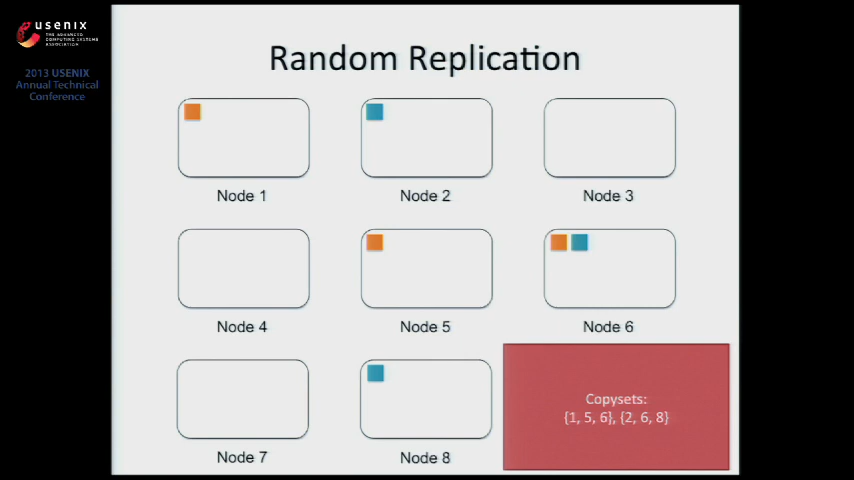 usenix
THE ADVANCED
COMPUTING SYSTEMS
ASSOCIATION
2013 USENIX
Annual Technical
Conference
Random Replication
Node 1
Node 2
Node 3
Node 4
Node 5
Node 6
Node 7
Node 8
Copysets:
{1, 5, 6}, {2, 6, 8}